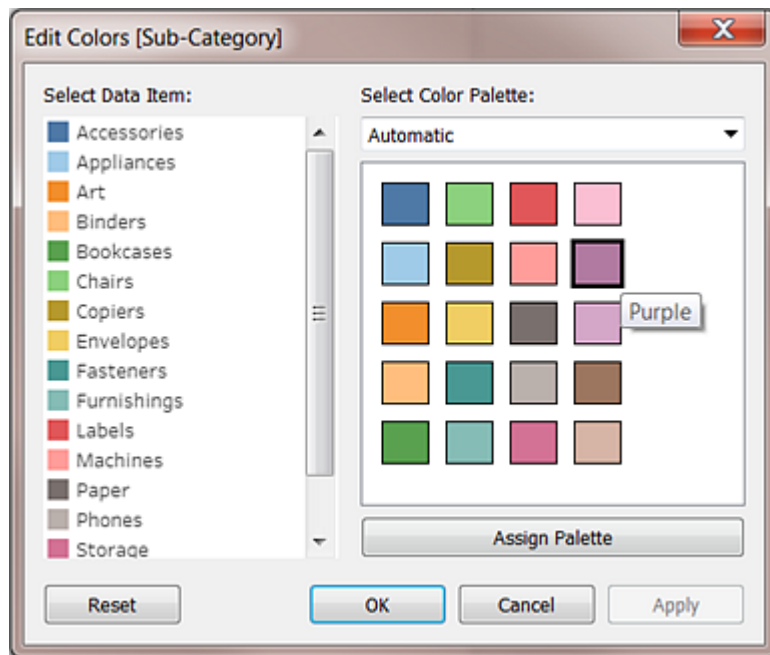 Edit Colors [Sub-Category]
Select Data Item:
Accessories
Appliances
Art
Binders
Bookcases
Chairs
Copiers
Envelopes
Fasteners
Furnishings
Labels
Machines
Paper
Phones
Storage
Select Color Palette:
Automatic
Purple
Assign Palette
Reset
OK
Cancel
Apply